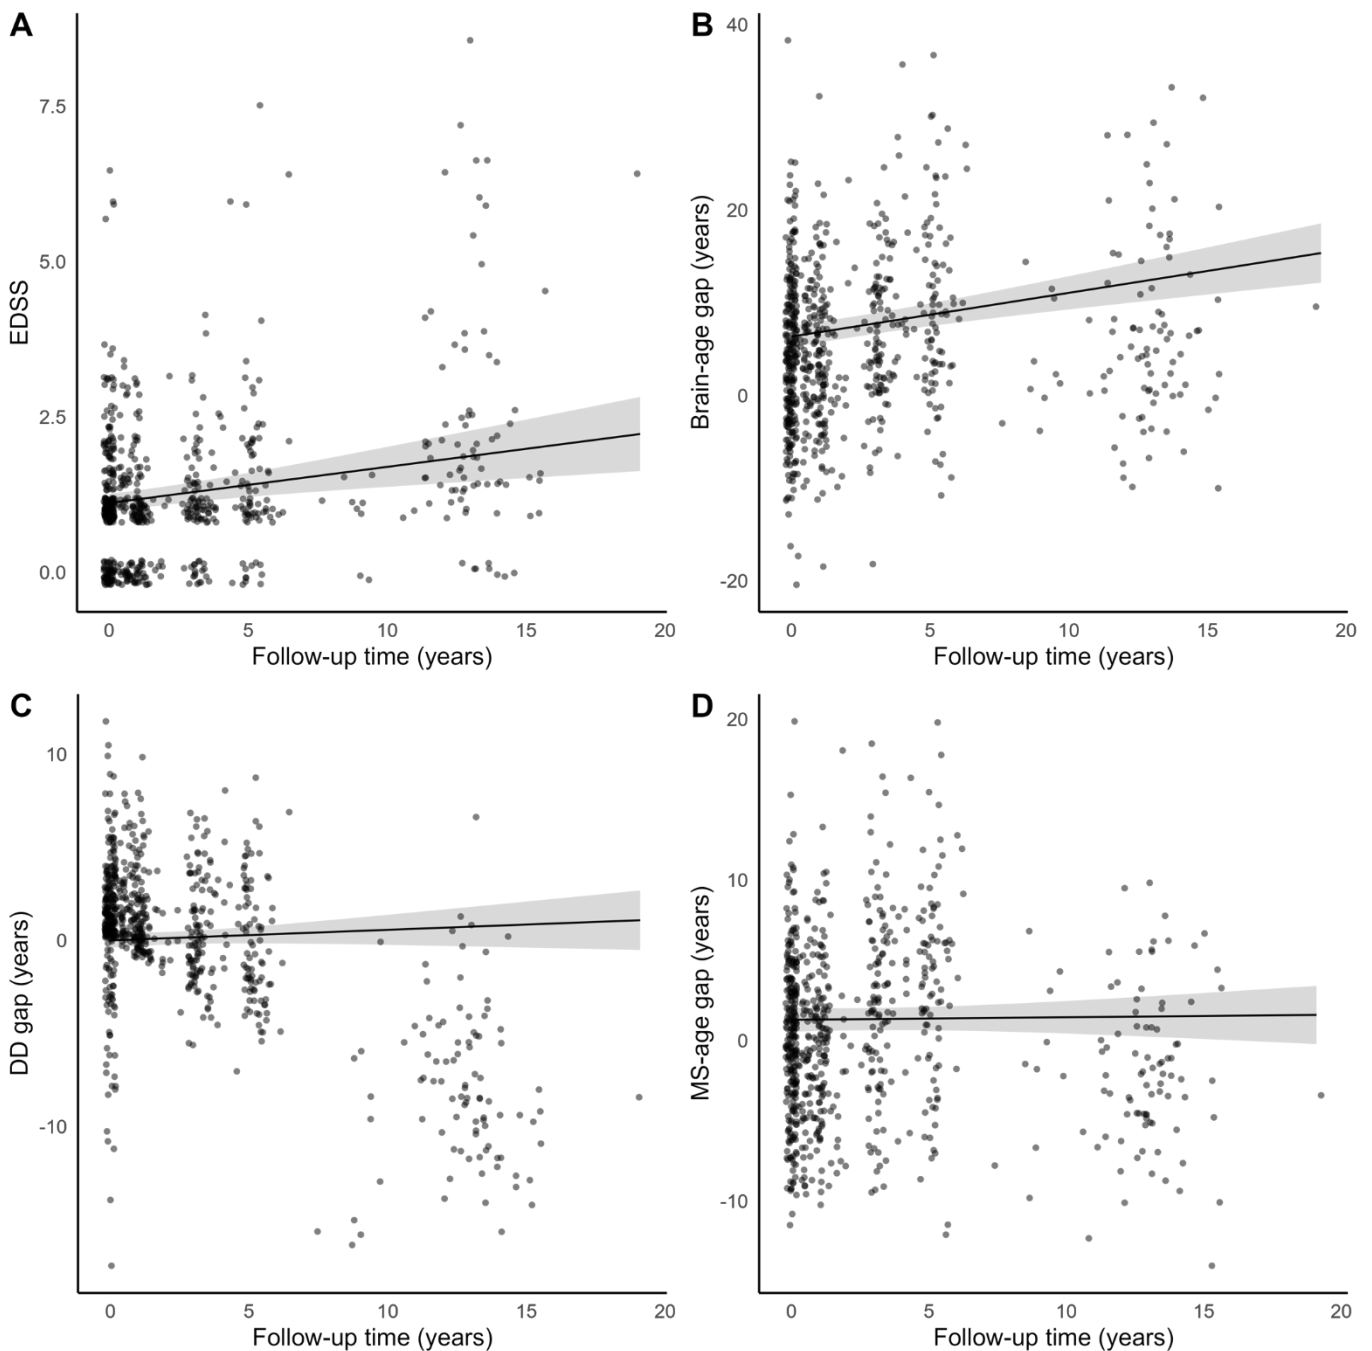 A
EDSS
7.5
5.0
2.5
0.0
0 5 10 15 20
Follow-up time (years)
B
Brain-age gap (years)
40
20
0
-20
0 5 10 15 20
Follow-up time (years)
C
DD gap (years)
10
0
-10
0 5 10 15 20
Follow-up time (years)
D
MS-age gap (years)
20
10
0
-10
0 5 10 15 20
Follow-up time (years)